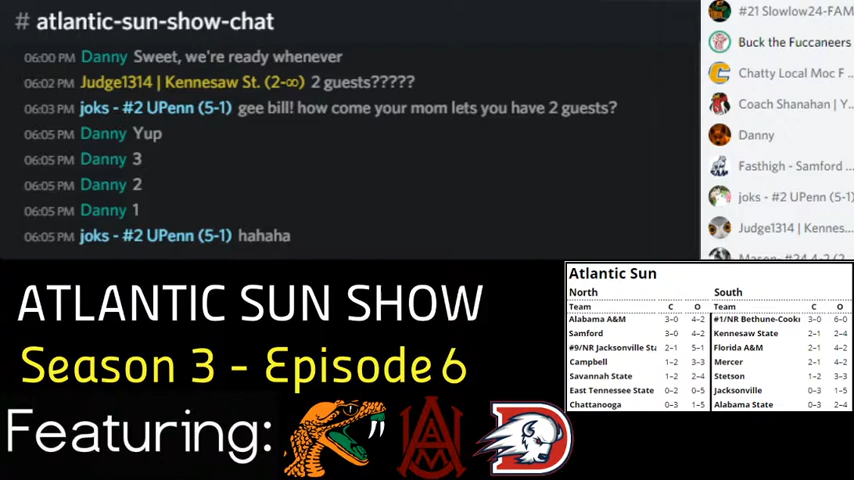 # atlantic-sun-show-chat
06:00 PM Danny Sweet, we're ready whenever
06:02 PM Judge1314 | Kennesaw St. (2-∞) 2 guests?????
06:03 PM joks - #2 UPenn (5-1) gee bill! how come your mom lets you have 2 guests?
06:05 PM Danny Yup
06:05 PM Danny 3
06:05 PM Danny 2
06:05 PM Danny 1
06:05 PM joks - #2 UPenn (5-1) hahaha
#21 Slowlow24-FAM
Buck the Fuccaneers
Chatty Local Moc F ...
Coach Shanahan | Y...
Danny
Fasthigh - Samford ...
joks - #2 UPenn (5-1)
Judge1314 | Kennes...
ATLANTIC SUN SHOW
Season 3 - Episode 6
Featuring:
Atlantic Sun
North
Team C O
Alabama A&M 3-0 4-2
Samford 3-0 4-2
#9/NR Jacksonville Sta 2-1 5-1
Campbell 1-2 3-3
Savannah State 1-2 2-4
East Tennessee State 0-2 0-5
Chattanooga 0-3 1-5
South
Team C O
#1/NR Bethune-Cooki 3-0 6-0
Kennesaw State 2-1 2-4
Florida A&M 2-1 4-2
Mercer 2-1 4-2
Stetson 1-2 3-3
Jacksonville 0-3 1-5
Alabama State 0-3 2-4